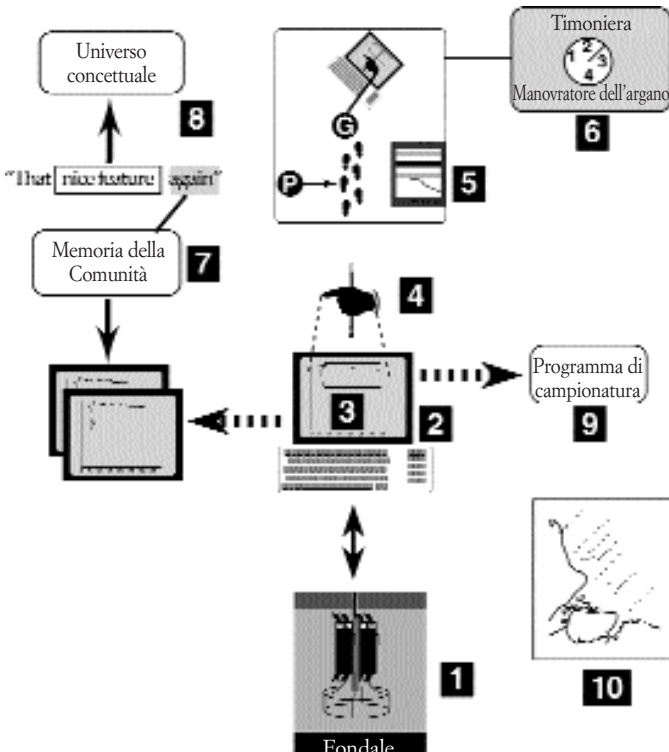 Universo
concettuale
8
"That nice feature again"
Memoria della
Comunità
7
G
P
5
Timoniera
1 2 3 4
Manovratore dell'argano
6
4
3
2
Programma di
campionatura
9
1
Fondale
10